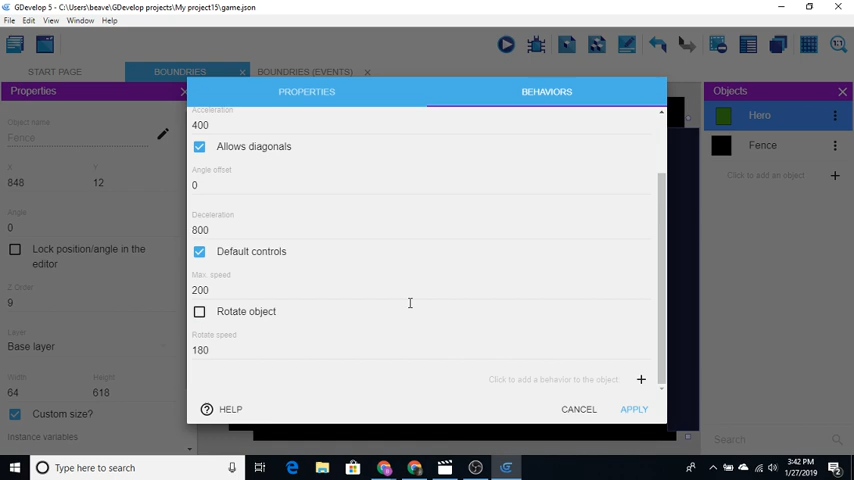 GDevelop 5 - C:\Users\beave\GDevelop projects\My project15\game.json
File Edit View Window Help
START PAGE
BOUNDRIES
BOUNDRIES (EVENTS)
Properties
Object name
Fence
X
Y
848
12
Angle
0
Lock position/angle in the
editor
Z Order
9
Layer
Base layer
Width
Height
64
618
Custom size?
Instance variables
PROPERTIES
BEHAVIORS
Acceleration
400
Allows diagonals
Angle offset
0
Deceleration
800
Default controls
Max. speed
200
Rotate object
Rotate speed
180
Click to add a behavior to the object
HELP
CANCEL
APPLY
Objects
Hero
Fence
Click to add an object
Search
Type here to search
3:42 PM
1/27/2019
1:1
2